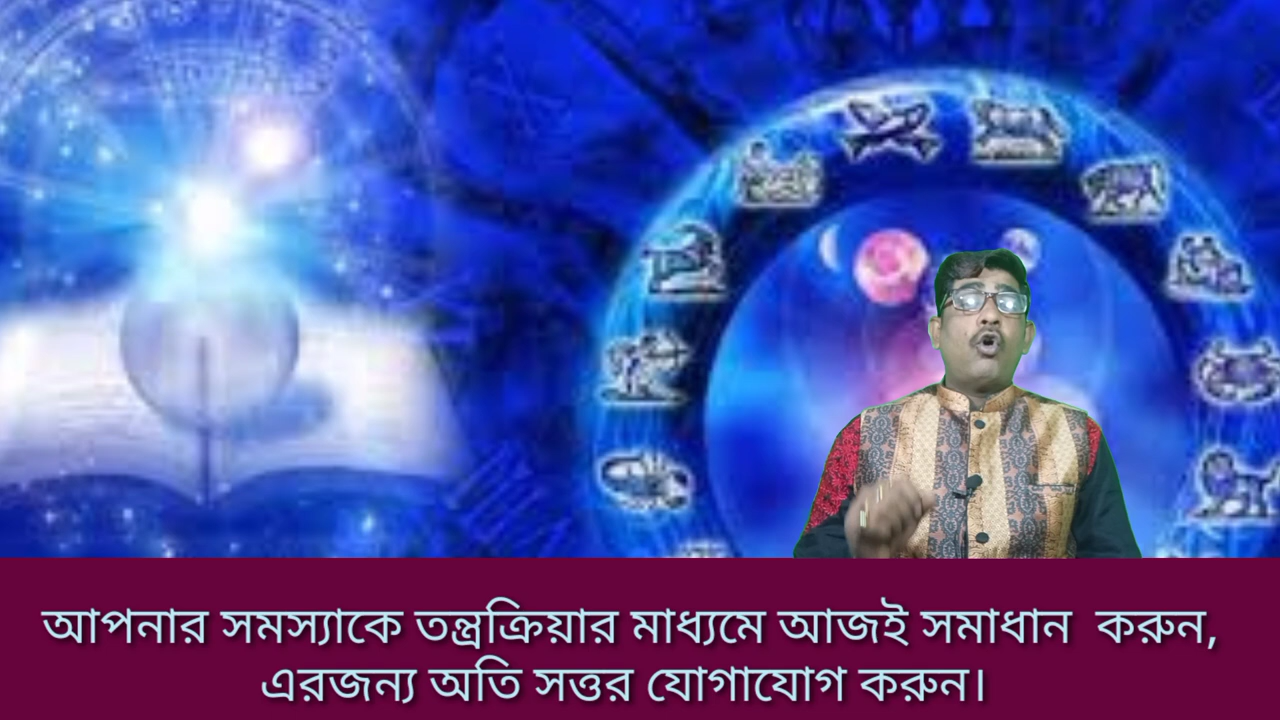 আপনার সমস্যাকে তন্ত্রক্রিয়ার মাধ্যমে আজই সমাধান করুন,
এরজন্য অতি সত্তর যোগাযোগ করুন।